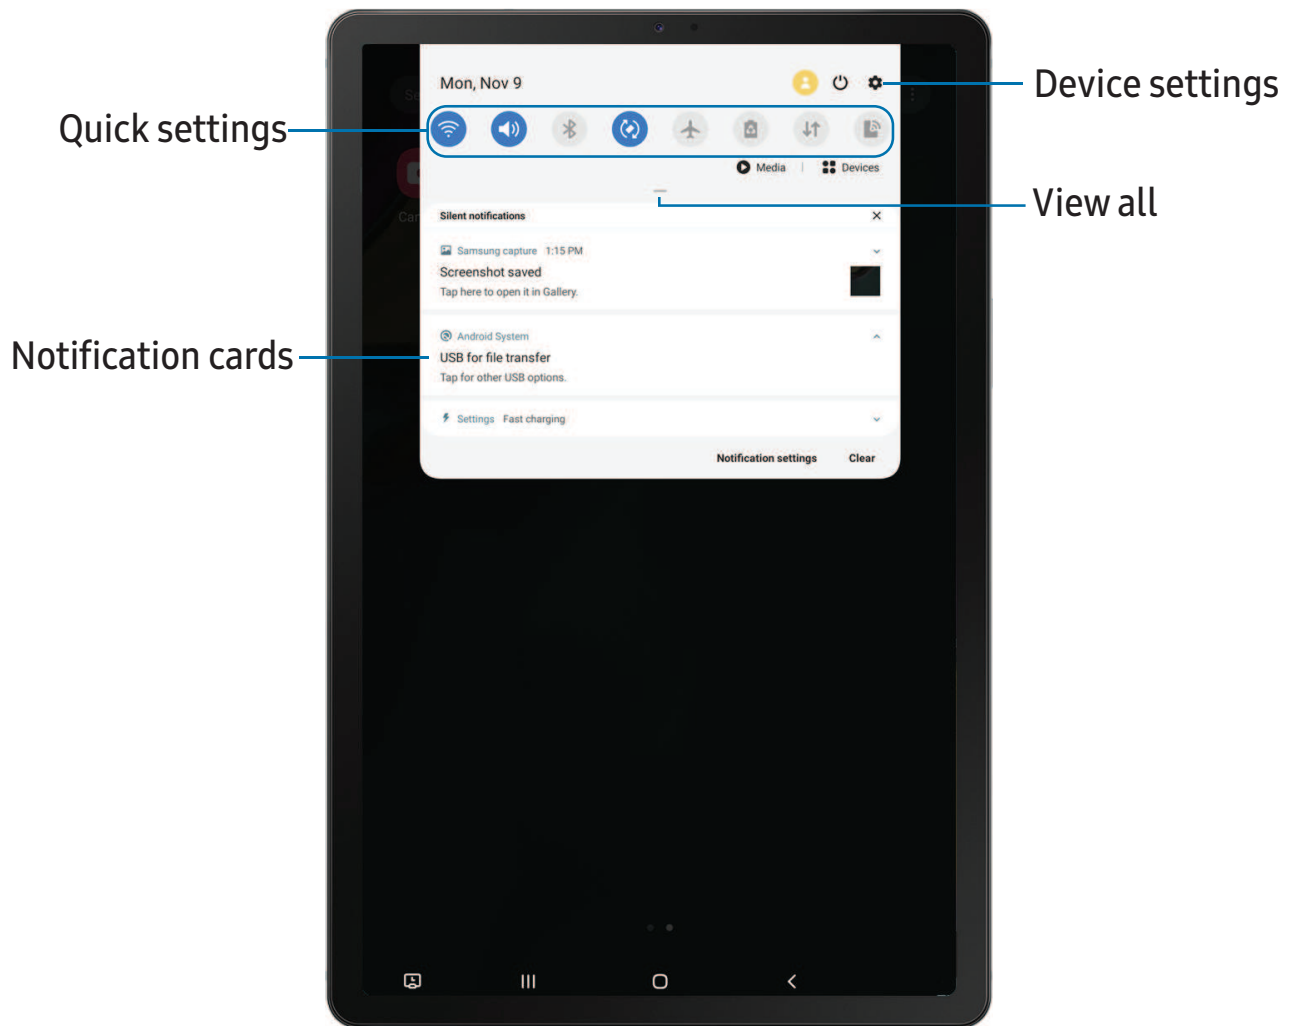 Mon, Nov 9
Device settings
Quick settings
Media
Devices
View all
Silent notifications
Samsung capture 1:15 PM
Screenshot saved
Tap here to open it in Gallery.
Android System
Notification cards
USB for file transfer
Tap for other USB options.
Settings Fast charging
Notification settings Clear